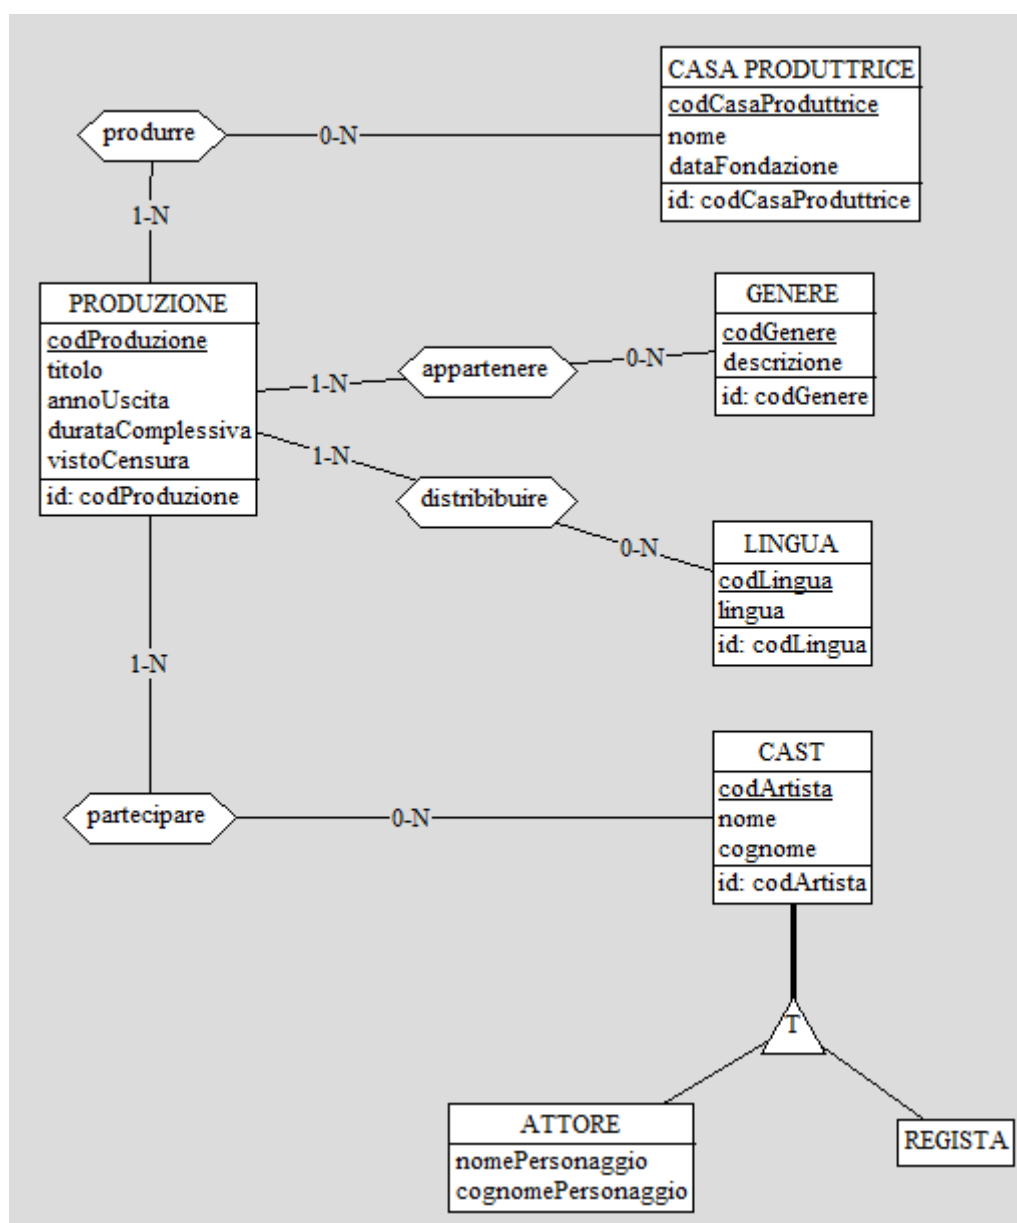 CASA PRODUTTRICE
codCasaProduttrice
nome
dataFondazione
id: codCasaProduttrice
produrre
0-N
1-N
PRODUZIONE
codProduzione
titolo
annoUscita
durataComplessiva
vistoCensura
id: codProduzione
GENERE
codGenere
descrizione
id: codGenere
1-N
appartenere
0-N
1-N
distribibuire
0-N
LINGUA
codLingua
lingua
id: codLingua
1-N
partecipare
0-N
CAST
codArtista
nome
cognome
id: codArtista
T
ATTORE
nomePersonaggio
cognomePersonaggio
REGISTA